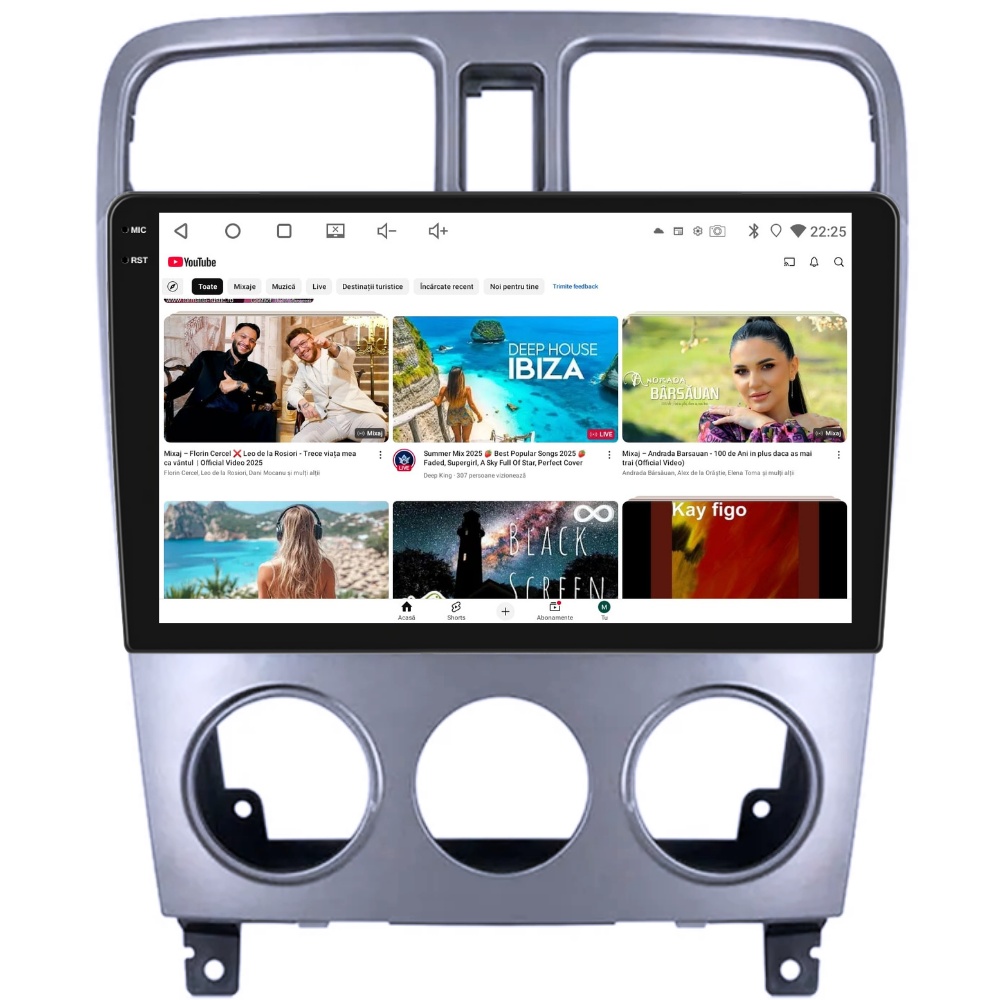 MIC
22:25
RST
YouTube
Toate
Mixaje
Muzică
Live
Destinații turistice
Încărcate recent
Noi pentru tine
Trimite feedback
DEEP HOUSE
IBIZA
ANDRADA
BÂRSĂUAN
Mixaj
LIVE
Mixaj
Mixaj – Florin Cercel ❌ Leo de la Rosiori - Trece viața mea
ca vântul | Official Video 2025
Florin Cercel, Leo de la Rosiori, Dani Mocanu și mulți alții
LIVE
Summer Mix 2025 🍓 Best Popular Songs 2025 🍓
Faded, Supergirl, A Sky Full Of Star, Perfect Cover
Deep King · 307 persoane vizionează
Mixaj – Andrada Barsauan - 100 de Ani in plus daca as mai
trai (Official Video)
Andrada Bârsăuan, Alex de la Orăștie, Elena Toma și mulți alții
BLACK
SCREEN
Kay figo
Acasă
Shorts
+
Abonamente
M
Tu